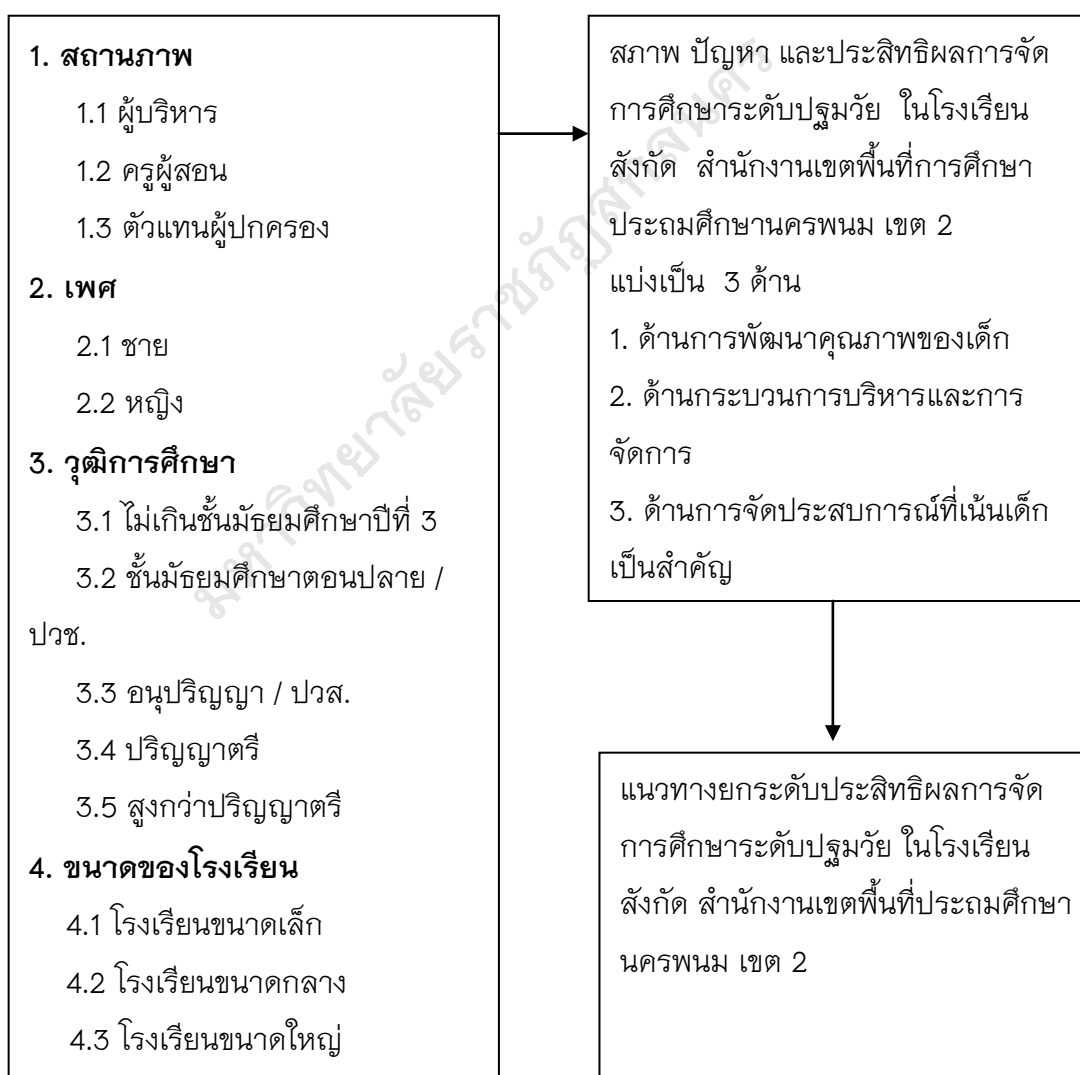 1. สถานภาพ
1.1 ผู้บริหาร
1.2 ครูผู้สอน
1.3 ตัวแทนผู้ปกครอง
2. เพศ
2.1 ชาย
2.2 หญิง
3. วุฒิการศึกษา
3.1 ไม่เกินชั้นมัธยมศึกษาปีที่ 3
3.2 ชั้นมัธยมศึกษาตอนปลาย /
ปวช.
3.3 อนุปริญญา / ปวส.
3.4 ปริญญาตรี
3.5 สูงกว่าปริญญาตรี
4. ขนาดของโรงเรียน
4.1 โรงเรียนขนาดเล็ก
4.2 โรงเรียนขนาดกลาง
4.3 โรงเรียนขนาดใหญ่
สภาพ ปัญหา และประสิทธิผลการจัด
การศึกษาระดับปฐมวัย ในโรงเรียน
สังกัด สำนักงานเขตพื้นที่การศึกษา
ประถมศึกษานครพนม เขต 2
แบ่งเป็น 3 ด้าน
1. ด้านการพัฒนาคุณภาพของเด็ก
2. ด้านกระบวนการบริหารและการ
จัดการ
3. ด้านการจัดประสบการณ์ที่เน้นเด็ก
เป็นสำคัญ
แนวทางยกระดับประสิทธิผลการจัด
การศึกษาระดับปฐมวัย ในโรงเรียน
สังกัด สำนักงานเขตพื้นที่ประถมศึกษา
นครพนม เขต 2
มหาวิทยาลัยราชภัฏสกลนคร